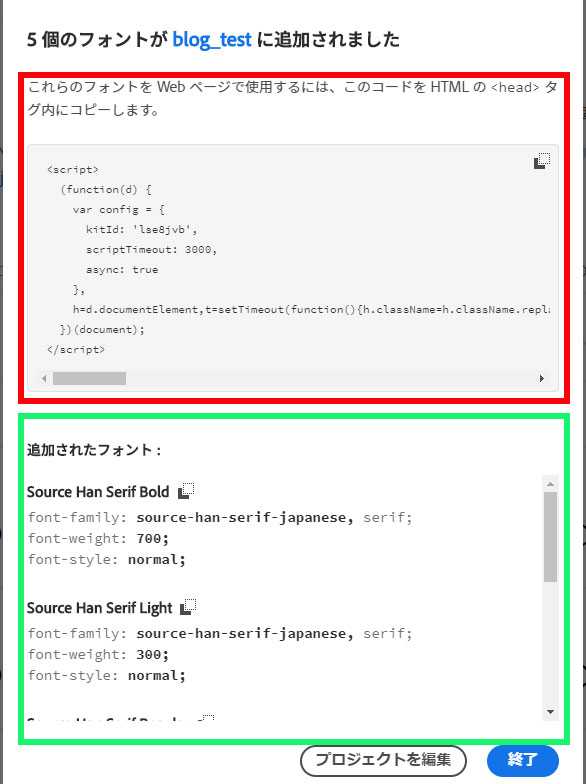 5 個のフォントが blog_test に追加されました
これらのフォントを Web ページで使用するには、このコードを HTML の <head> タ
グ内にコピーします。
<script>
(function(d) {
var config = {
kitId: 'lse8jvb',
scriptTimeout: 3000,
async: true
},
h=d.documentElement,t=setTimeout(function(){h.className=h.className.repla
})(document);
</script>
追加されたフォント :
Source Han Serif Bold
font-family: source-han-serif-japanese, serif;
font-weight: 700;
font-style: normal;
Source Han Serif Light
font-family: source-han-serif-japanese, serif;
font-weight: 300;
font-style: normal;
プロジェクトを編集
終了